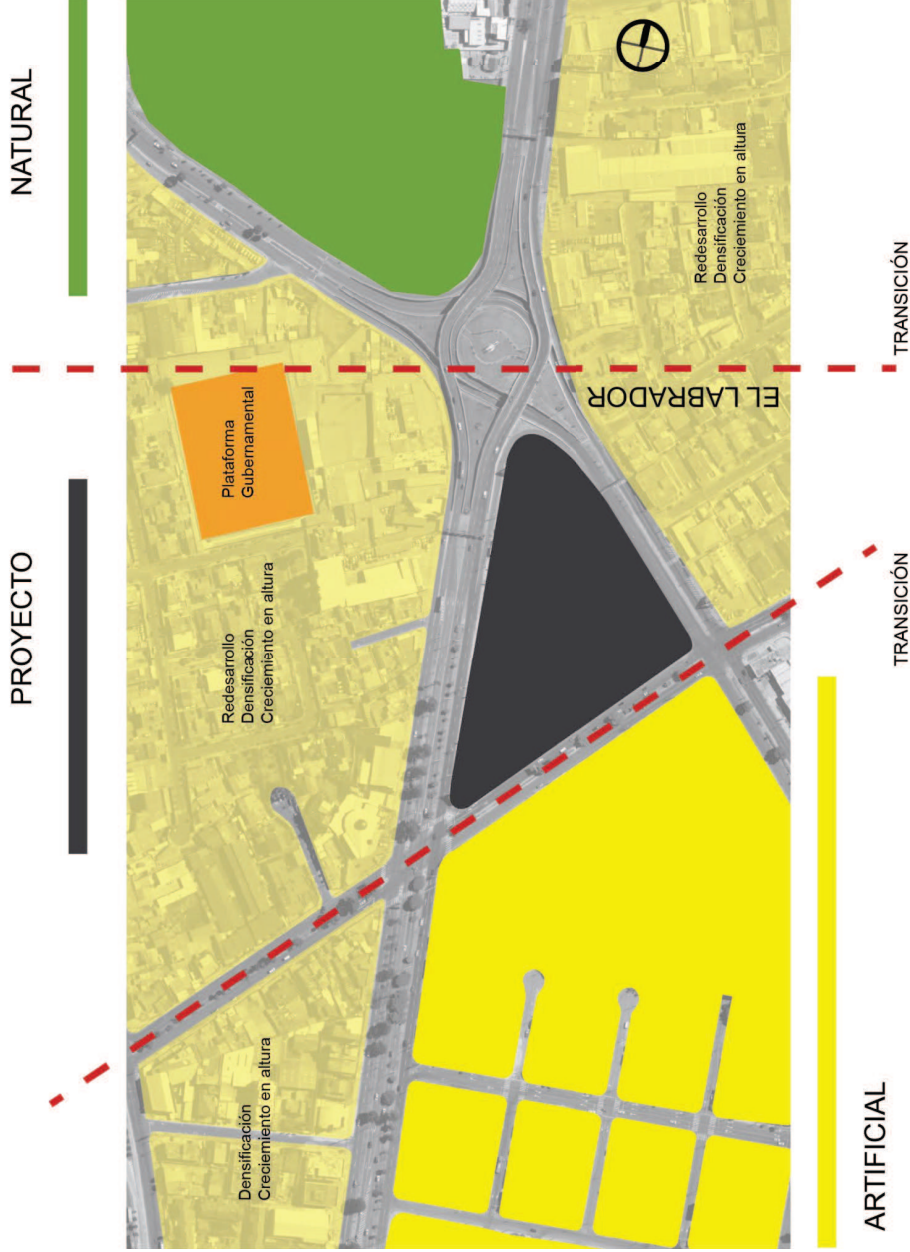 PROYECTO
NATURAL
Plataforma
Gubernamental
Densificación
Creciemiento en altura
Redesarrollo
Densificación
Creciemiento en altura
EL LABRADOR
Redesarrollo
Densificación
Creciemiento en altura
ARTIFICIAL
TRANSICIÓN
TRANSICIÓN